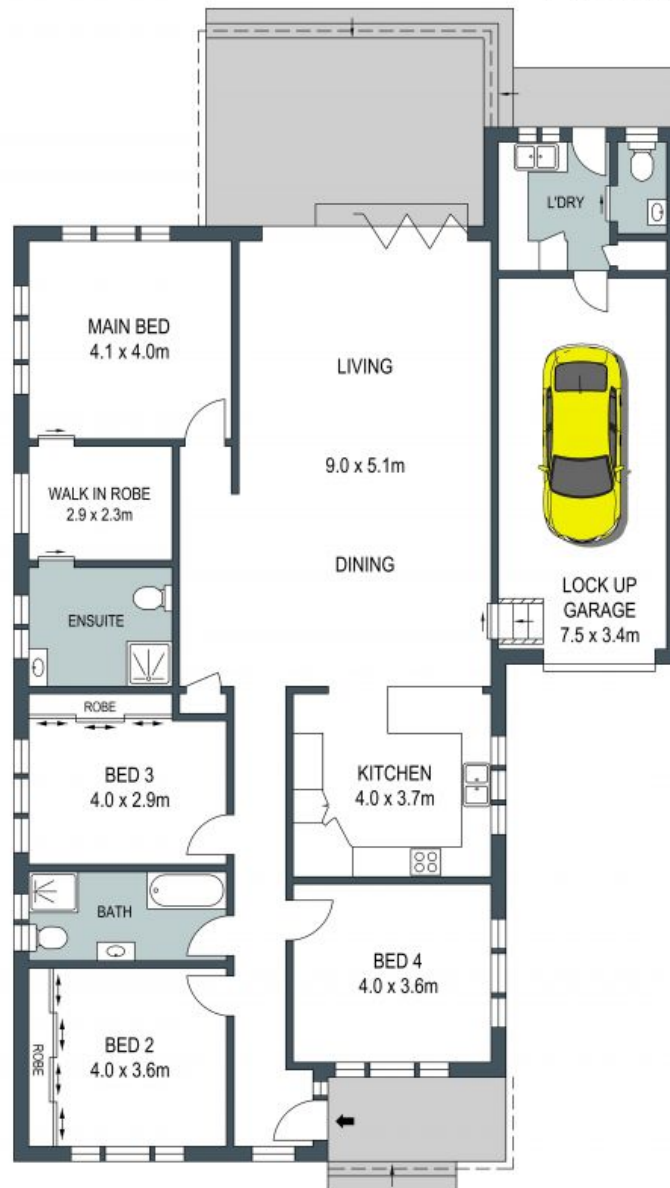 L'DRY
MAIN BED
4.1 x 4.0m
LIVING
9.0 x 5.1m
WALK IN ROBE
2.9 x 2.3m
DINING
LOCK UP
GARAGE
7.5 x 3.4m
ENSUITE
ROBE
BED 3
4.0 x 2.9m
KITCHEN
4.0 x 3.7m
BATH
BED 4
4.0 x 3.6m
BED 2
4.0 x 3.6m
ROBE